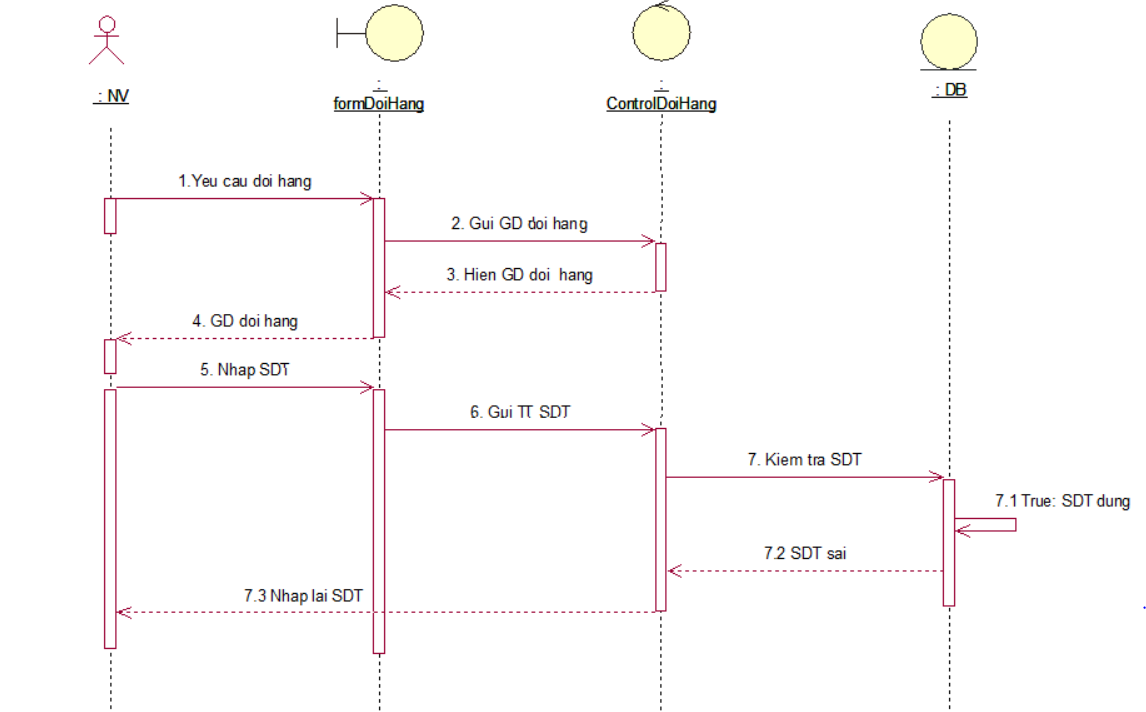 : NV
:
formDoiHang
:
ControlDoiHang
: DB
1.Yeu cau doi hang
2. Gui GD doi hang
3. Hien GD doi hang
4. GD doi hang
5. Nhap SDT
6. Gui TT SDT
7. Kiem tra SDT
7.1 True: SDT dung
7.2 SDT sai
7.3 Nhap lai SDT